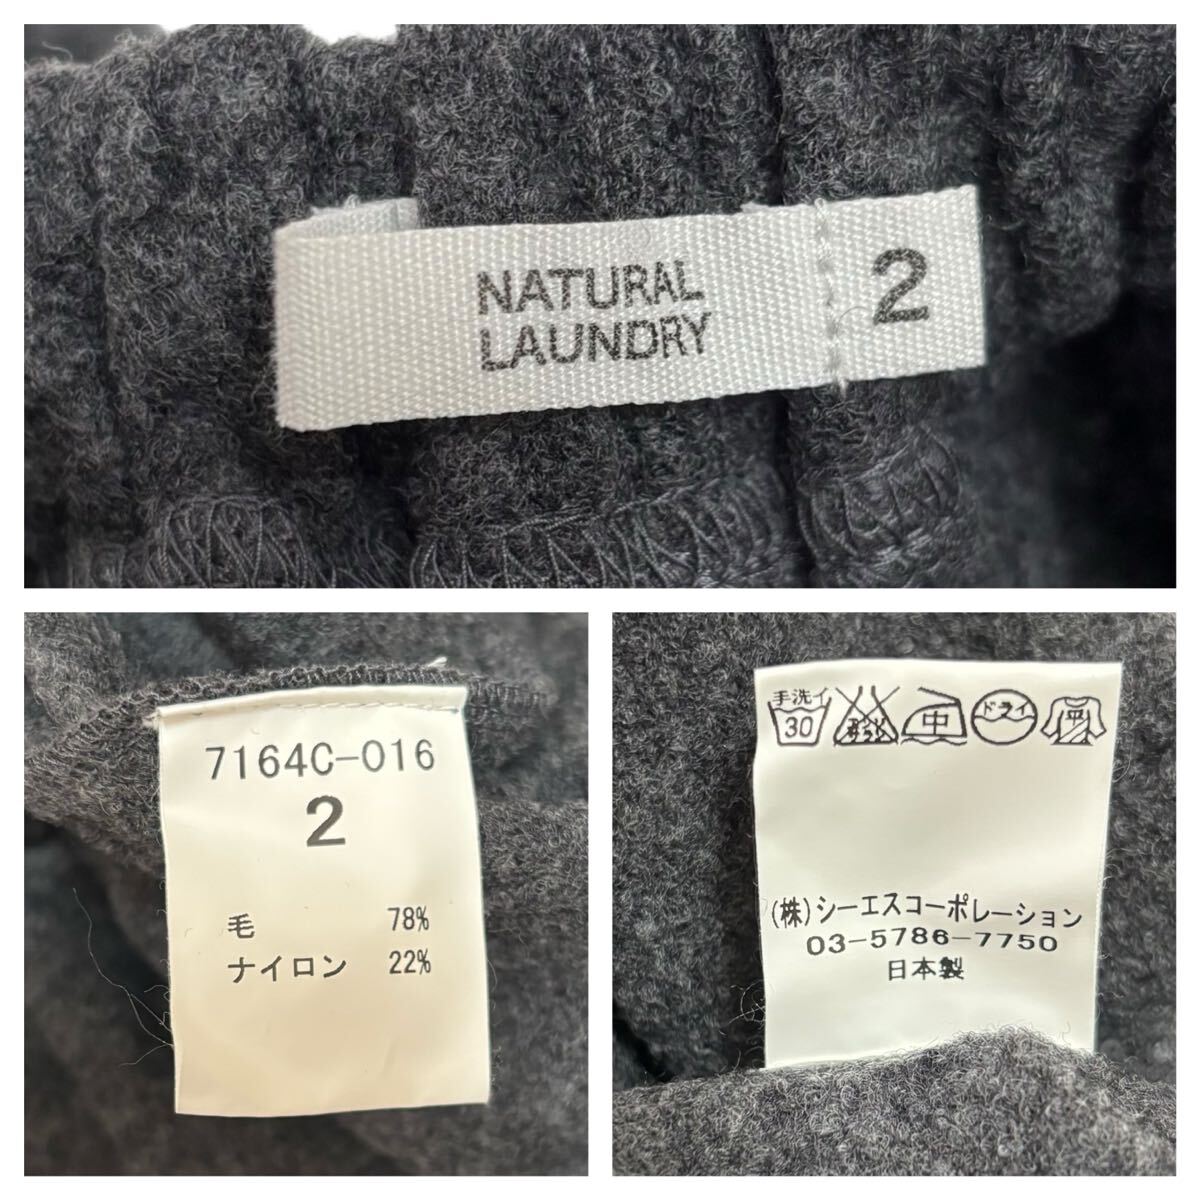 NATURAL
LAUNDRY
2
7164C-016
2
毛 78%
ナイロン 22%
手洗イ
30
中
ドライ
平
(株)シーエスコーポレーション
03-5786-7750
日本製